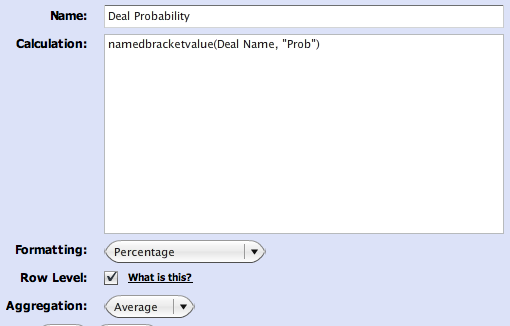 Name: Deal Probability
Calculation: namedbracketvalue(Deal Name, "Prob")
Formatting: Percentage
Row Level: What is this?
Aggregation: Average